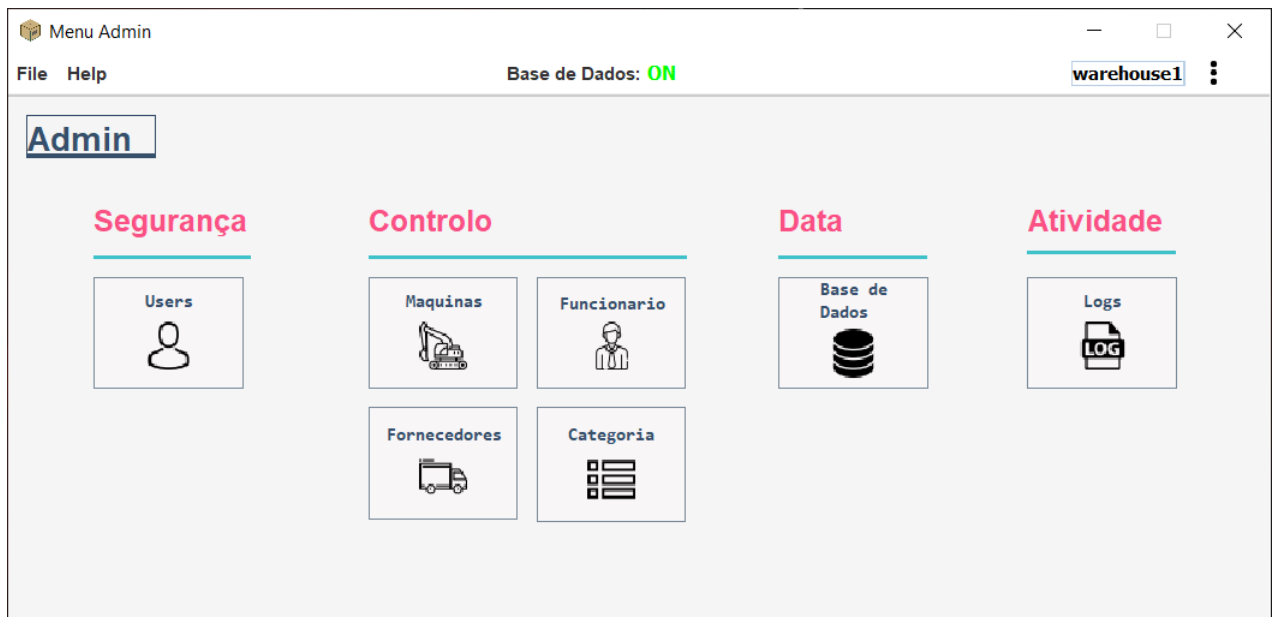 Menu Admin
File Help Base de Dados: ON warehouse1
Admin
Segurança Controlo Data Atividade
Users Maquinas Funcionario Base de Dados Logs
LOG
Fornecedores Categoria